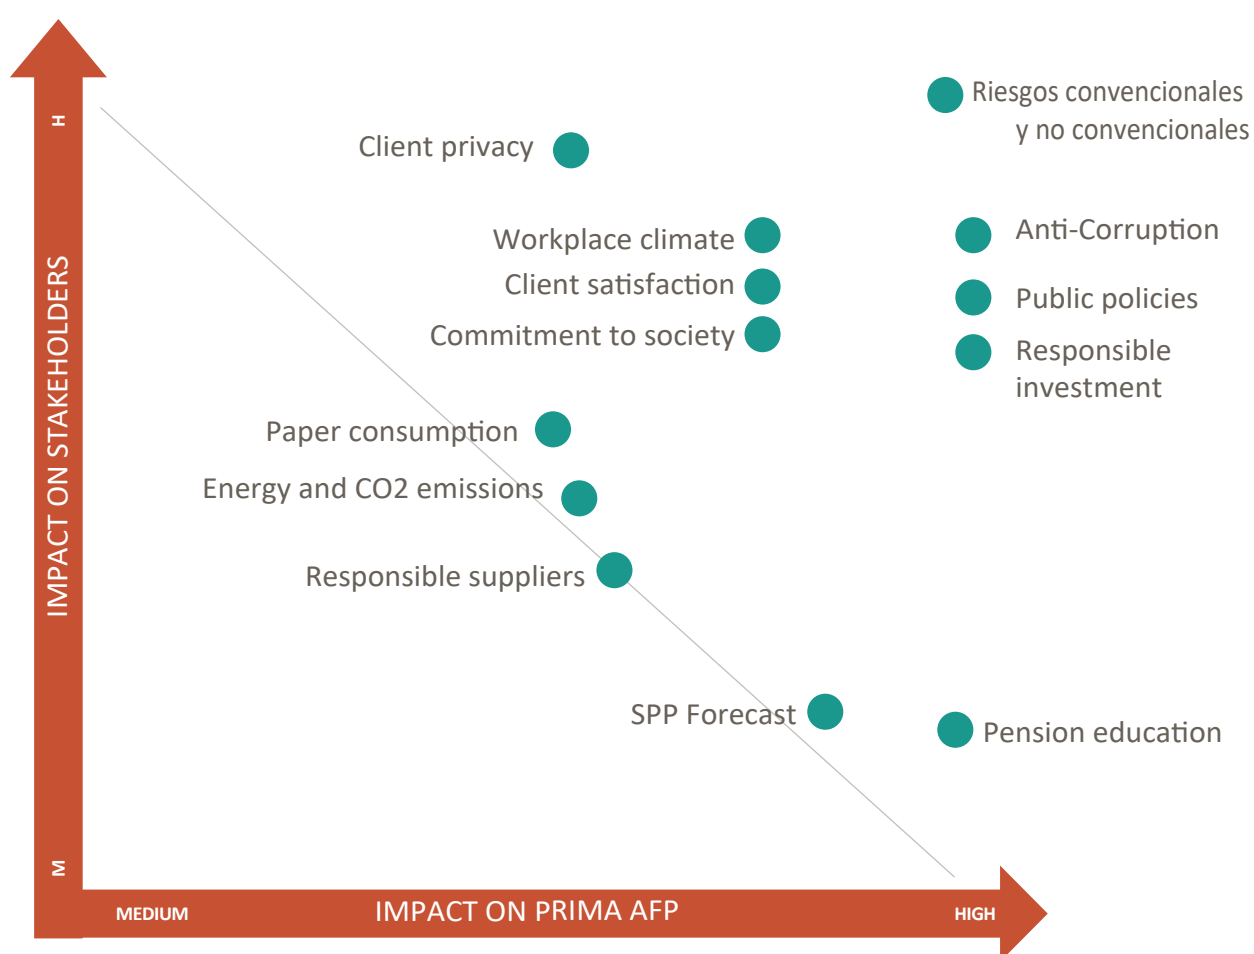 H
Riesgos convencionales
y no convencionales
Client privacy
Workplace climate
Anti-Corruption
Client satisfaction
Public policies
Commitment to society
Responsible
investment
IMPACT ON STAKEHOLDERS
Paper consumption
Energy and CO2 emissions
Responsible suppliers
SPP Forecast
Pension education
M
MEDIUM
IMPACT ON PRIMA AFP
HIGH